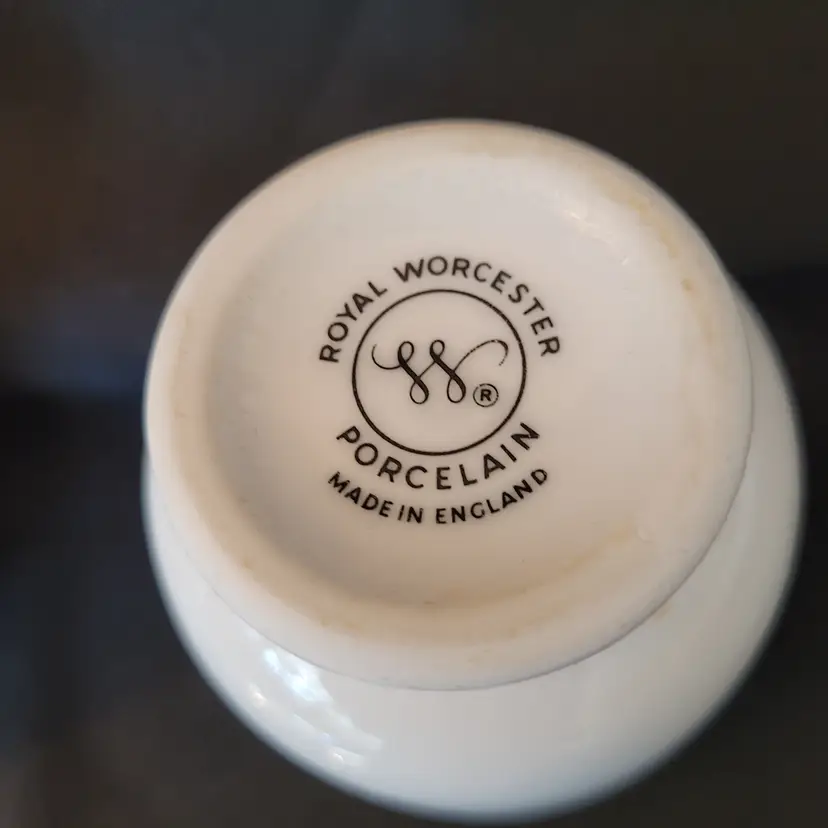 ROYAL WORCESTER
W®
PORCELAIN
MADE IN ENGLAND